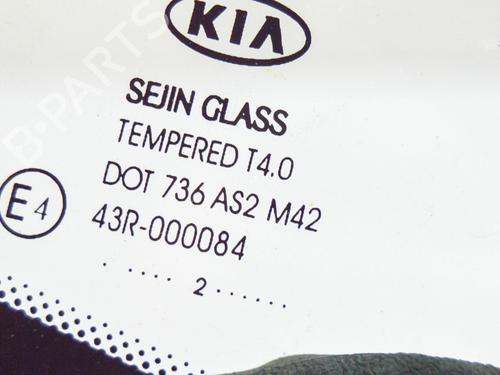 KIA
SEJIN GLASS
TEMPERED T4.0
DOT 736 AS2 M42
E4 43R-000084
..... 2 .......
B-PARTS